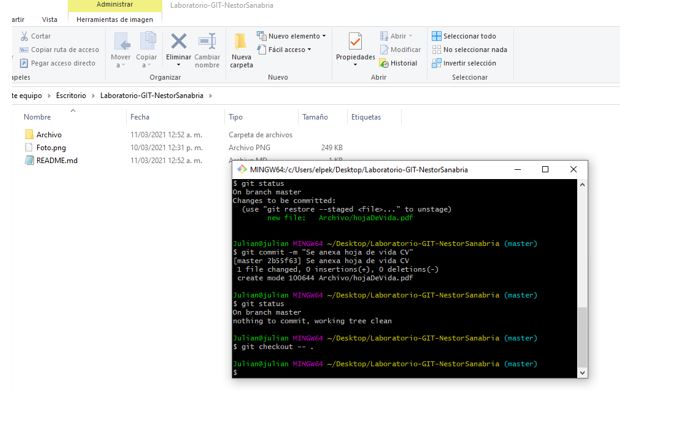 Administrar
Laboratorio-GIT-NestorSanabria
artir
Vista
Herramientas de imagen
Cortar
Copiar ruta de acceso
Pegar acceso directo
apeles
Mover a
Copiar a
Eliminar
Cambiar nombre
Organizar
Nueva carpeta
Nuevo elemento
Fácil acceso
Nuevo
Propiedades
Abrir
Modificar
Historial
Abrir
Seleccionar todo
No seleccionar nada
Invertir selección
Seleccionar
te equipo > Escritorio > Laboratorio-GIT-NestorSanabria >
Nombre Fecha Tipo Tamaño Etiquetas
Archivo 11/03/2021 12:52 a. m. Carpeta de archivos
Foto.png 10/03/2021 12:31 p. m. Archivo PNG 249 KB
README.md 11/03/2021 12:52 a. m. Archivo MD 1 KB
MINGW64:/c/Users/elpek/Desktop/Laboratorio-GIT-NestorSanabria
$ git status
On branch master
Changes to be committed:
(use "git restore --staged <file>..." to unstage)
new file: Archivo/hojaDeVida.pdf
Julian@julian MINGW64 ~/Desktop/Laboratorio-GIT-NestorSanabria (master)
$ git commit -m "Se anexa hoja de vida CV"
[master 2b55f63] Se anexa hoja de vida CV
1 file changed, 0 insertions(+), 0 deletions(-)
create mode 100644 Archivo/hojaDeVida.pdf
Julian@julian MINGW64 ~/Desktop/Laboratorio-GIT-NestorSanabria (master)
$ git status
On branch master
nothing to commit, working tree clean
Julian@julian MINGW64 ~/Desktop/Laboratorio-GIT-NestorSanabria (master)
$ git checkout -- .
Julian@julian MINGW64 ~/Desktop/Laboratorio-GIT-NestorSanabria (master)
$